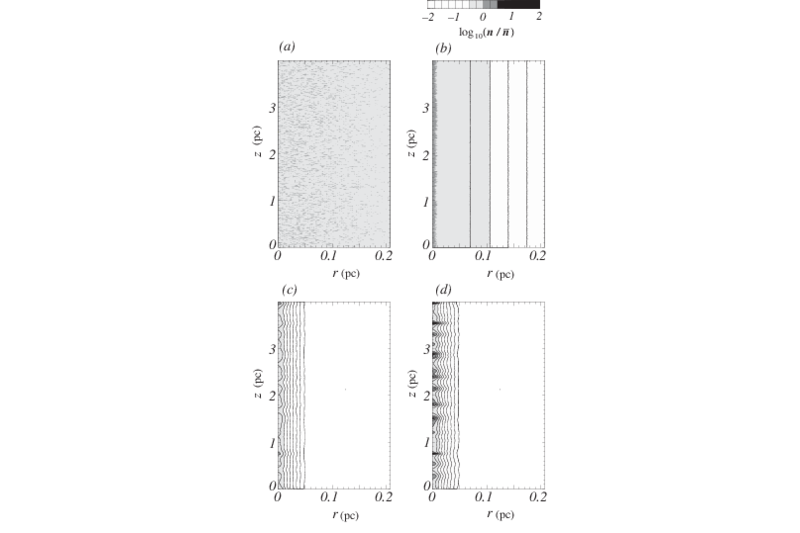 -2 -1 0 1 2
log10(n / n̄)
(a) (b)
3 3
z (pc) z (pc)
2 2
1 1
0 0
0 0.1 0.2 0 0.1 0.2
r (pc) r (pc)
(c) (d)
3 3
z (pc) z (pc)
2 2
1 1
0 0
0 0.1 0.2 0 0.1 0.2
r (pc) r (pc)